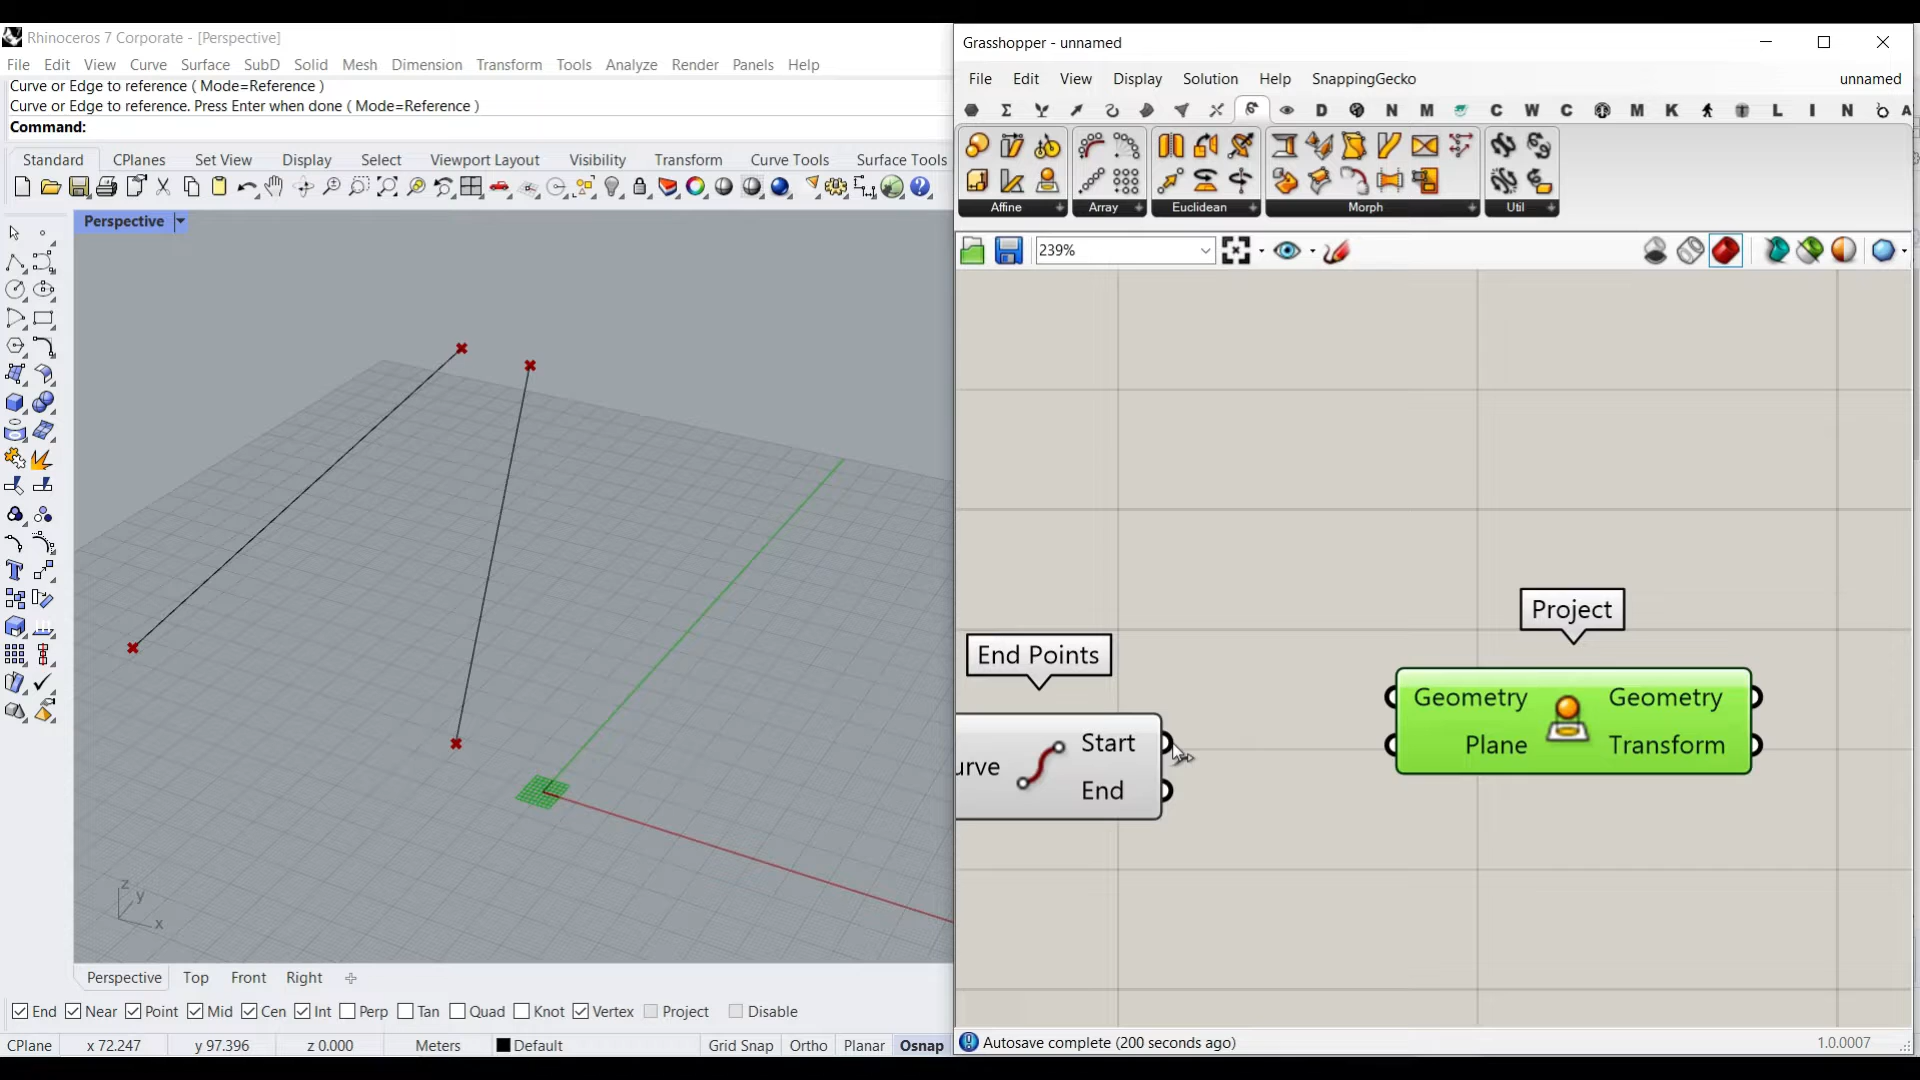 Rhinoceros 7 Corporate - [Perspective]
File Edit View Curve Surface SubD Solid Mesh Dimension Transform Tools Analyze Render Panels Help
Curve or Edge to reference ( Mode=Reference )
Curve or Edge to reference. Press Enter when done ( Mode=Reference )
Command:
Standard CPlanes Set View Display Select Viewport Layout Visibility Transform Curve Tools Surface Tools
Perspective
z
y
x
Perspective Top Front Right
End Near Point Mid Cen Int Perp Tan Quad Knot Vertex Project Disable
CPlane x 72.247 y 97.396 z 0.000 Meters Default Grid Snap Ortho Planar Osnap
Grasshopper - unnamed
File Edit View Display Solution Help SnappingGecko unnamed
D N M C W C M K L I N A
Affine Array Euclidean Morph Util
239%
Project
End Points
Geometry Geometry
Plane Transform
urve
Start
End
Autosave complete (200 seconds ago) 1.0.0007